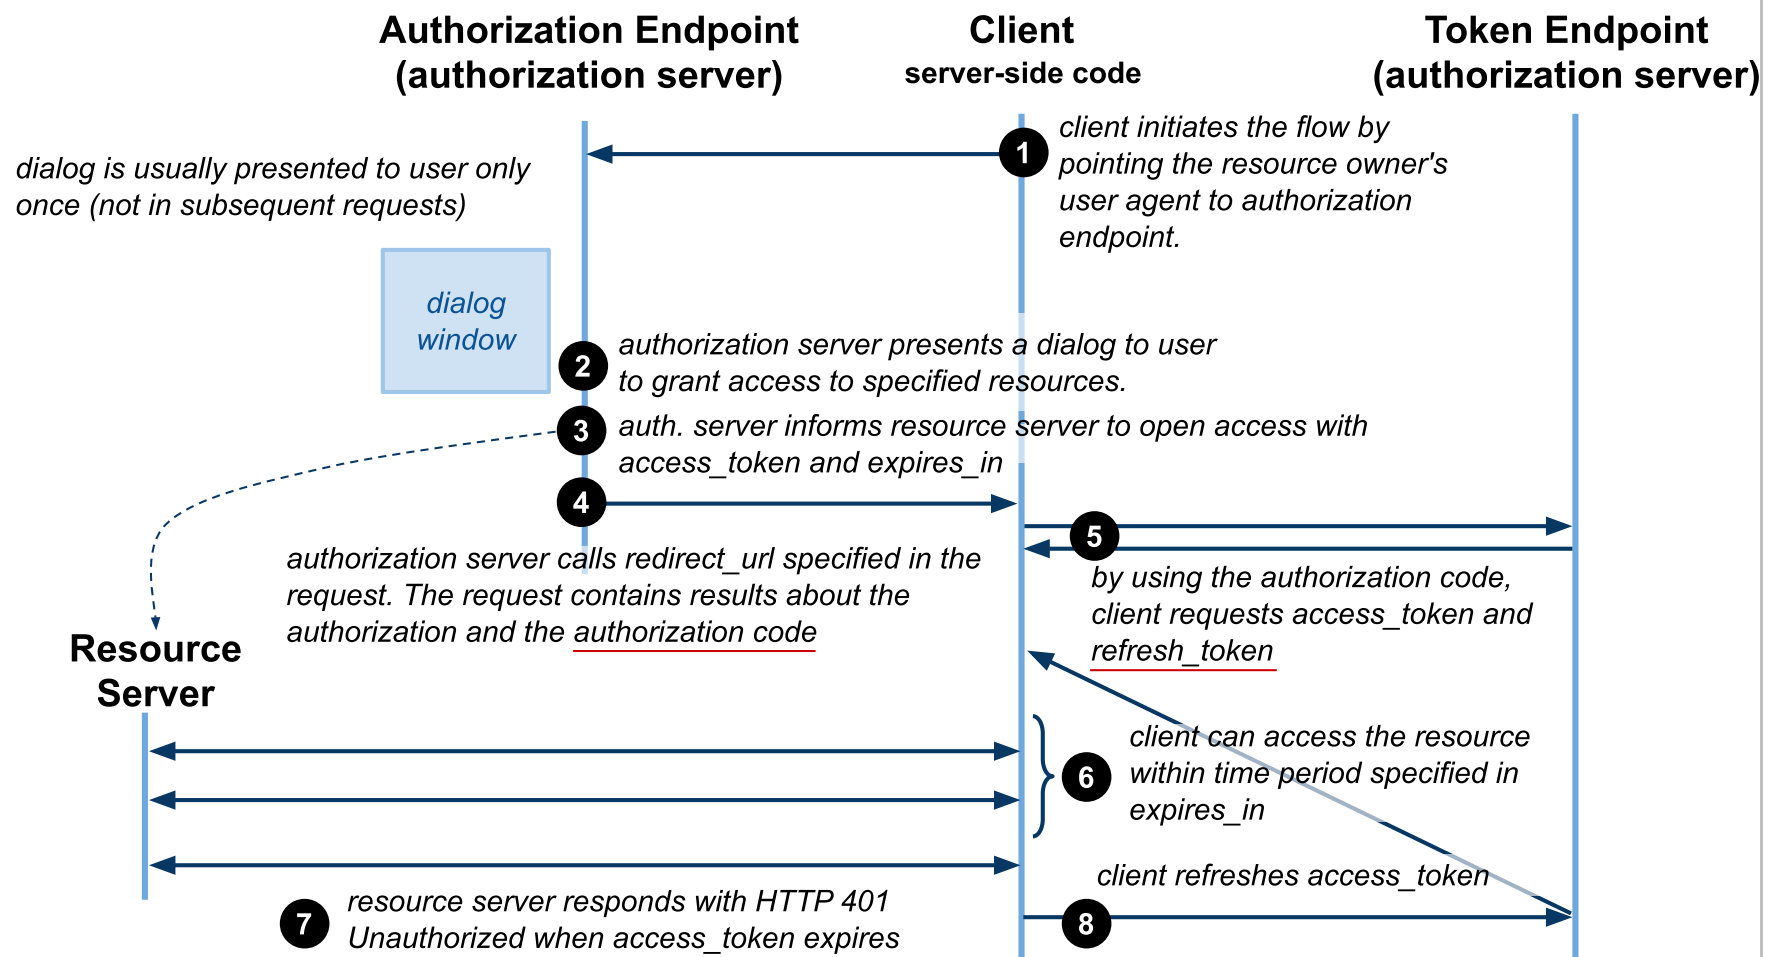 Authorization Endpoint
(authorization server)
Client
server-side code
Token Endpoint
(authorization server)
1
client initiates the flow by
pointing the resource owner's
user agent to authorization
endpoint.
dialog is usually presented to user only
once (not in subsequent requests)
dialog
window
2
authorization server presents a dialog to user
to grant access to specified resources.
3
auth. server informs resource server to open access with
access_token and expires_in
4
authorization server calls redirect_url specified in the
request. The request contains results about the
authorization and the authorization code
5
by using the authorization code,
client requests access_token and
refresh_token
Resource
Server
6
client can access the resource
within time period specified in
expires_in
7
resource server responds with HTTP 401
Unauthorized when access_token expires
client refreshes access_token
8